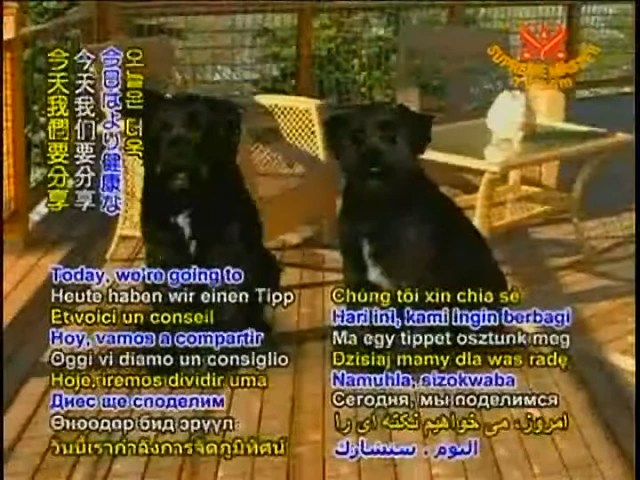 今天我們要分享
今天我们要分享
今日はより健康な
오늘 더욱
SUPREME MASTER
Today, we're going to
Heute haben wir einen Tipp
Et voici un conseil
Hoy, vamos a compartir
Oggi vi diamo un consiglio
Hoje, iremos dividir uma
Днес ще споделим
Өнөөдөр бид эрүүл
วันนี้เรากำลังการจัดภูมิทัศน์
Chúng tôi xin chia sẻ
Hari ini, kami ingin berbagi
Ma egy tippet osztunk meg
Dzisiaj mamy dla was radę
Namuhla, sizokwaba
Сегодня, мы поделимся
امروز، می خواهیم نکته ای را
اليوم ، سيشارك